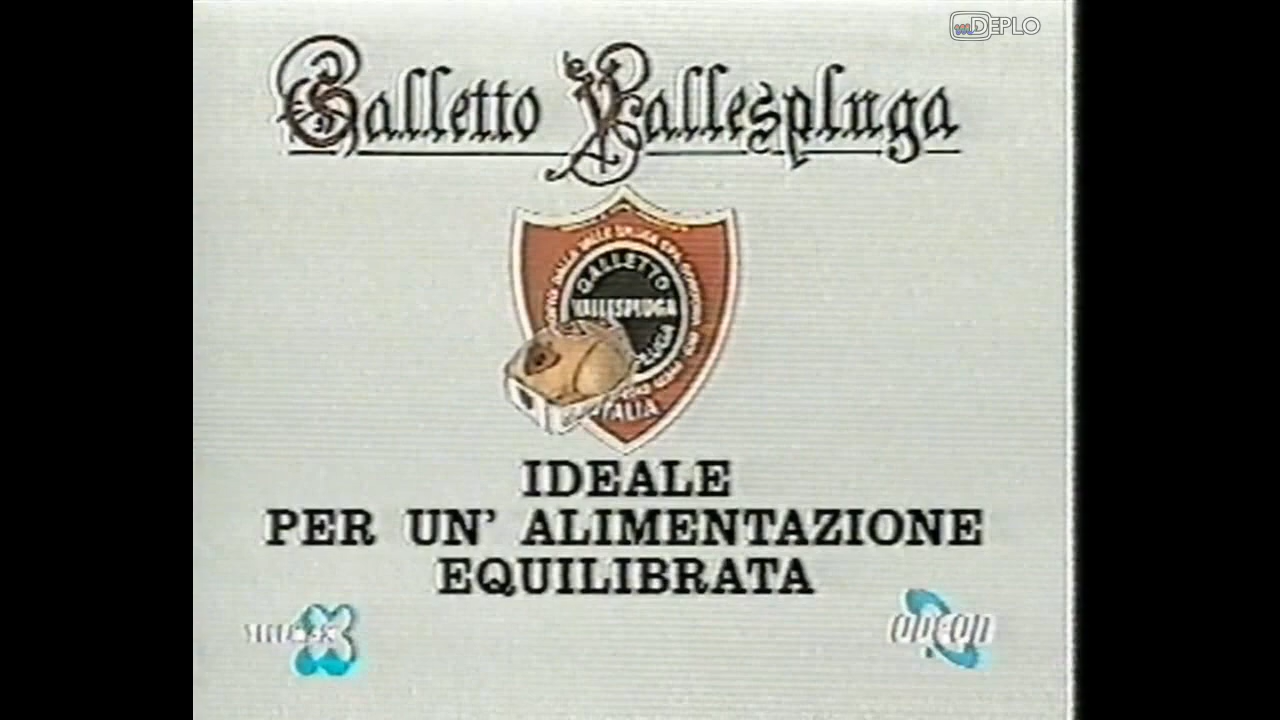 DEPLO
Galletto Vallespluga
GALLETTO
VALLESPLUGA
ITALIA
IDEALE
PER UN' ALIMENTAZIONE
EQUILIBRATA
odeon